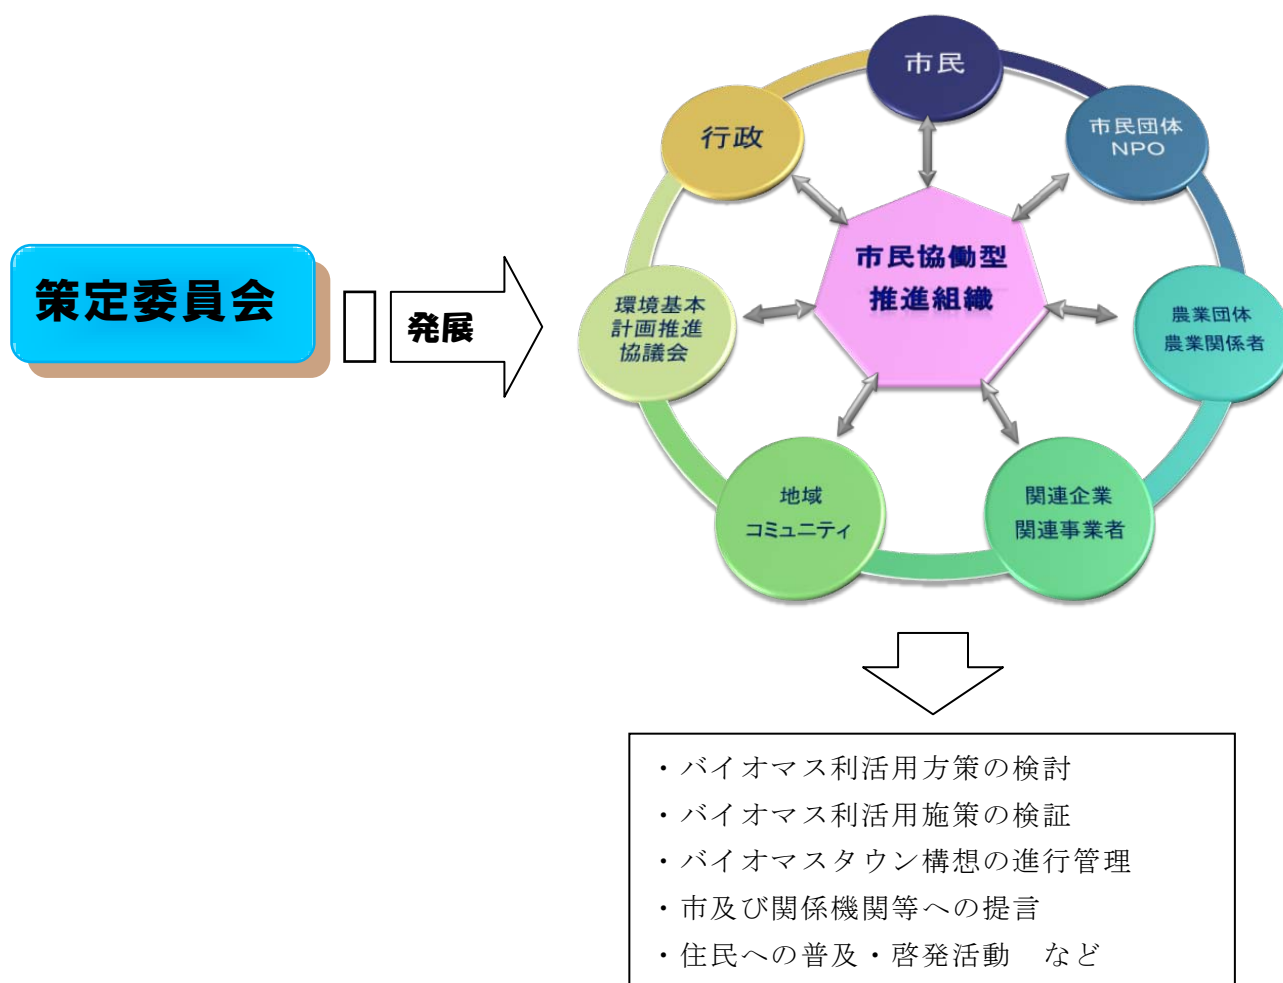 策定委員会
発展
市民
市民団体
NPO
農業団体
農業関係者
関連企業
関連事業者
地域
コミュニティ
環境基本
計画推進
協議会
行政
市民協働型
推進組織
・バイオマス利活用方策の検討
・バイオマス利活用施策の検証
・バイオマスタウン構想の進行管理
・市及び関係機関等への提言
・住民への普及・啓発活動　など